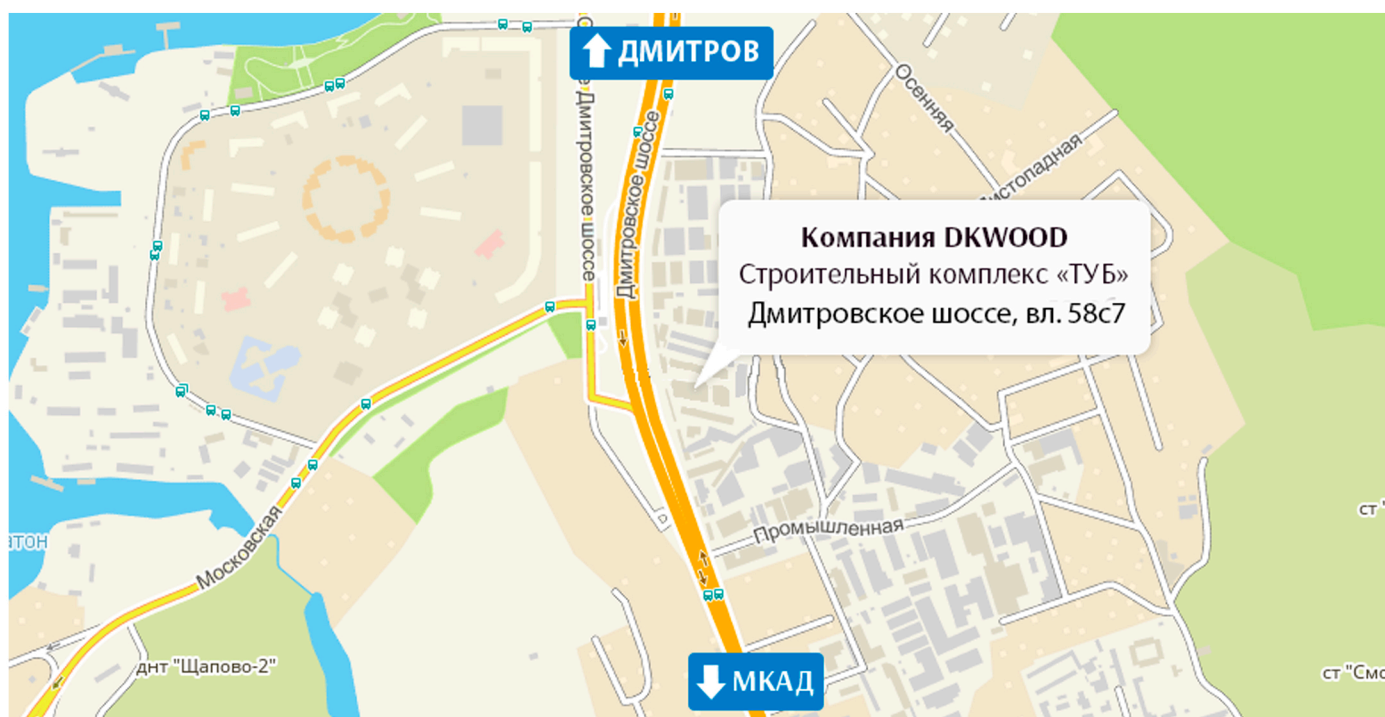 ДМИТРОВ
Осенняя
Дмитровское шоссе
Дмитровское шоссе
Листопадная
Компания DKWOOD
Строительный комплекс «ТУБ»
Дмитровское шоссе, вл. 58с7
Промышленная
ст
Московская
днт "Щапово-2"
МКАД